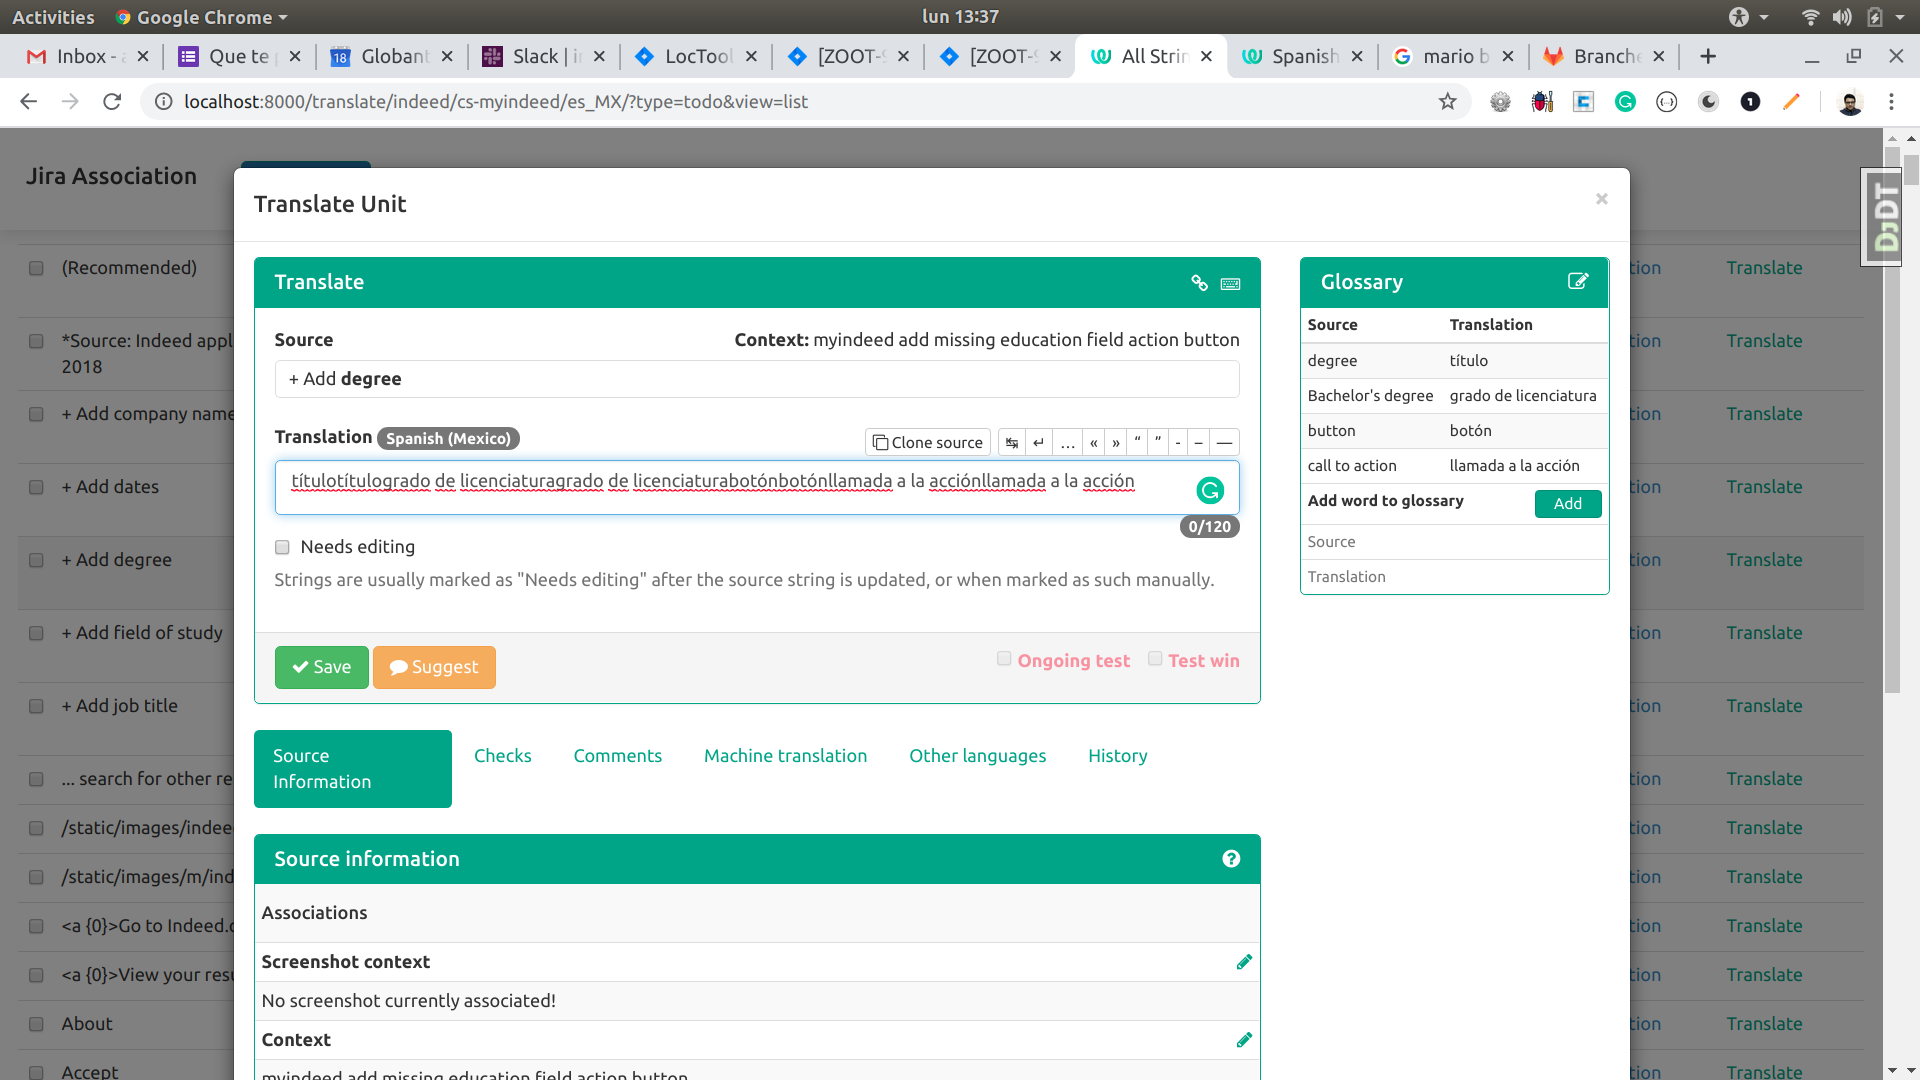 Activities Google Chrome lun 13:37
Inbox - Que te Globant Slack | LocTool [ZOOT- [ZOOT- All Strin Spanish mario b Branche
localhost:8000/translate/indeed/cs-myindeed/es_MX/?type=todo&view=list
Jira Association
Translate Unit ×
DjDT
(Recommended) tion Translate
*Source: Indeed appl tion Translate
2018
+ Add company name tion Translate
+ Add dates tion Translate
+ Add degree tion Translate
+ Add field of study tion Translate
+ Add job title tion Translate
... search for other re tion Translate
/static/images/indee tion Translate
/static/images/m/ind tion Translate
<a {0}>Go to Indeed. tion Translate
<a {0}>View your resu tion Translate
About tion Translate
Accept tion Translate
Translate
Source Context: myindeed add missing education field action button
+ Add degree
Translation Spanish (Mexico) Clone source ↹ ↵ … « » “ ” - – —
títulotítulogrado de licenciaturagrado de licenciaturabotónbotónllamada a la acciónllamada a la acción
0/120
Needs editing
Strings are usually marked as "Needs editing" after the source string is updated, or when marked as such manually.
Save Suggest Ongoing test Test win
Glossary
Source Translation
degree título
Bachelor's degree grado de licenciatura
button botón
call to action llamada a la acción
Add word to glossary Add
Source
Translation
Source Information Checks Comments Machine translation Other languages History
Source information
Associations
Screenshot context
No screenshot currently associated!
Context
myindeed add missing education field action button